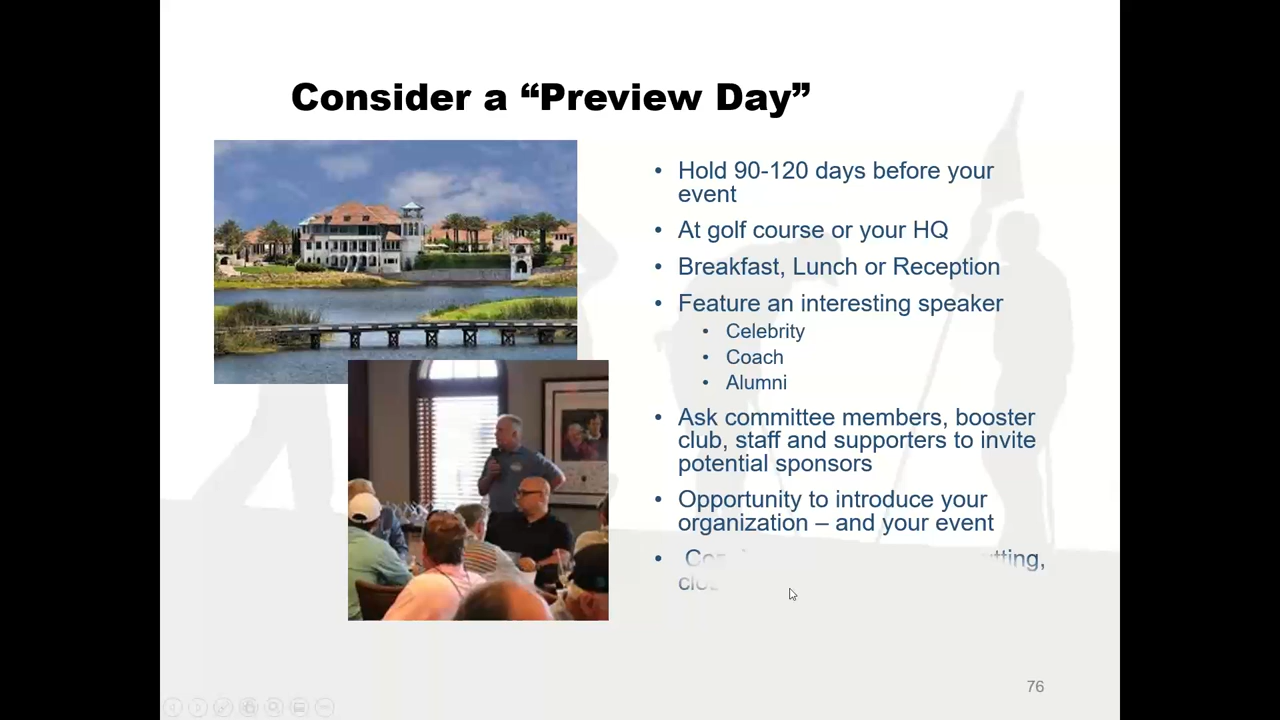 Consider a “Preview Day”
• Hold 90-120 days before your
event
• At golf course or your HQ
• Breakfast, Lunch or Reception
• Feature an interesting speaker
• Celebrity
• Coach
• Alumni
• Ask committee members, booster
club, staff and supporters to invite
potential sponsors
• Opportunity to introduce your
organization – and your event
•
76